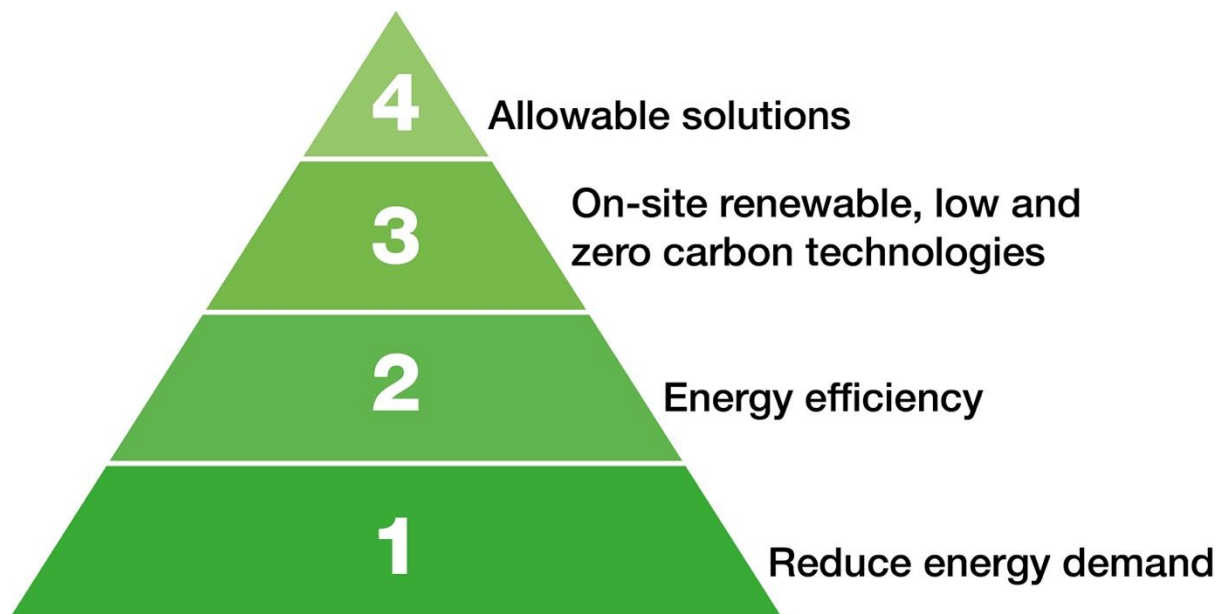 4
Allowable solutions
3
On-site renewable, low and
zero carbon technologies
2
Energy efficiency
1
Reduce energy demand